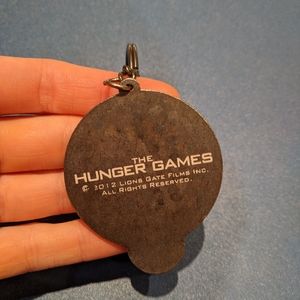 THE
HUNGER GAMES
© 2012 LIONS GATE FILMS INC.
ALL RIGHTS RESERVED.